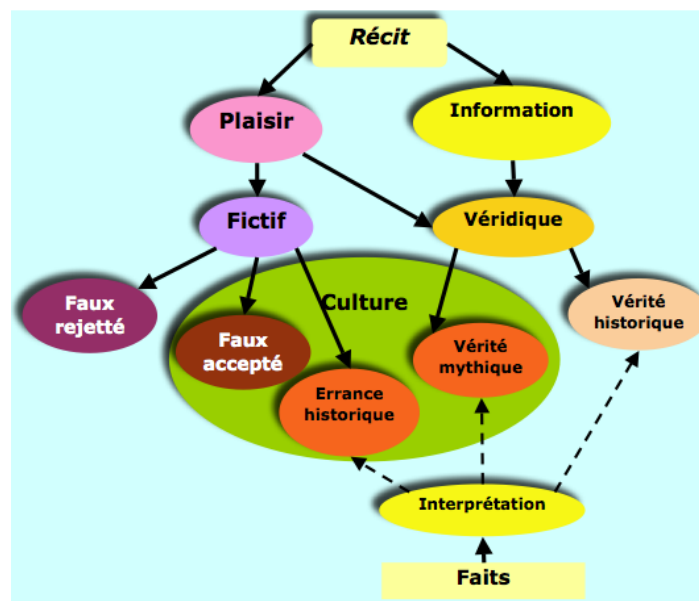 Récit
Plaisir
Information
Fictif
Véridique
Culture
Faux
rejetté
Vérité
historique
Faux
accepté
Vérité
mythique
Errance
historique
Interprétation
Faits